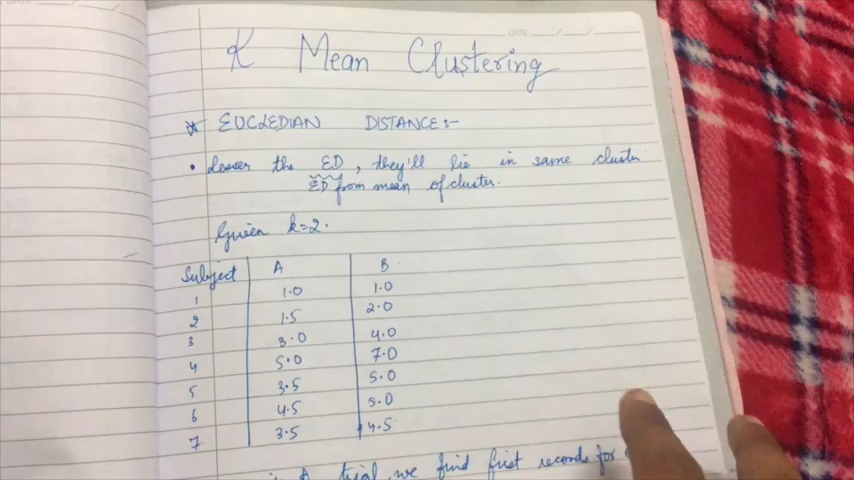 DATE
K Mean Clustering
* EUCLEDIAN DISTANCE:-
• Lesser the ED, they'll lie in same cluster.
ED from mean of cluster.
Given k=2.
Subject A B
1 1.0 1.0
2 1.5 2.0
3 3.0 4.0
4 5.0 7.0
5 3.5 5.0
6 4.5 5.0
7. 3.5 4.5
A trial, we find first records for